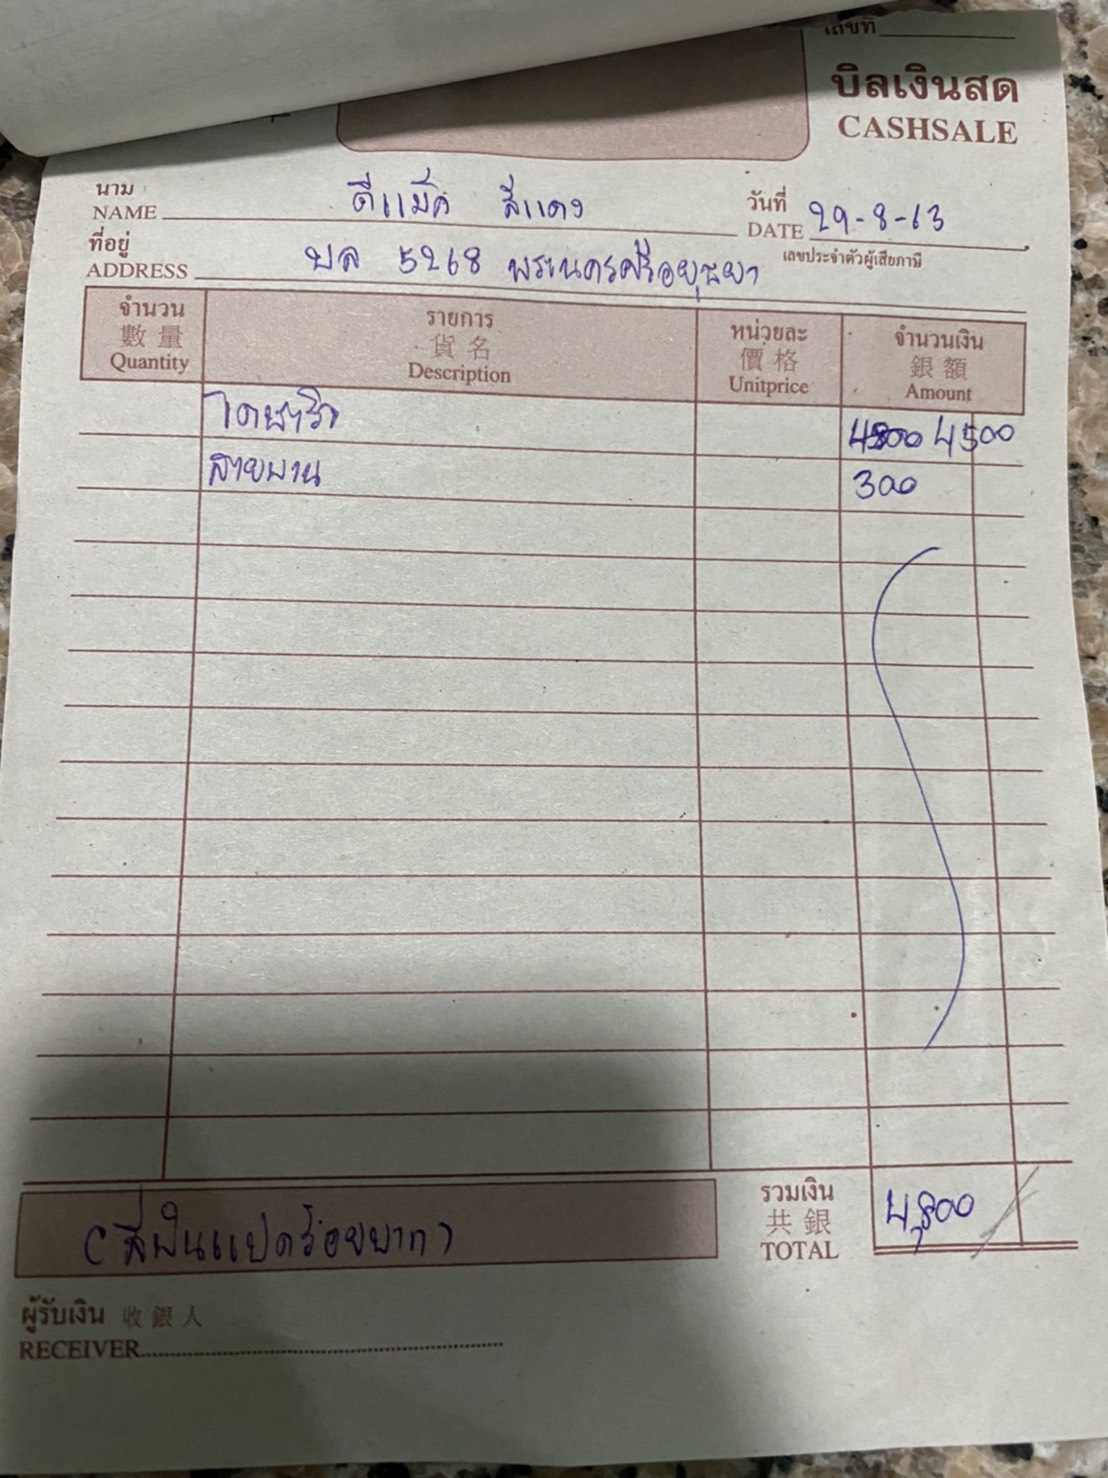 เลขที่
บิลเงินสด
CASHSALE
นาม
NAME ดีแม็ค สีแดง
วันที่
DATE 29-8-63
ที่อยู่
ADDRESS บล 5268 พระนครศรีอยุธยา
เลขประจำตัวผู้เสียภาษี
จำนวน รายการ หน่วยละ จำนวนเงิน
數量 貨名 價格 銀額
Quantity Description Unitprice Amount
ไดชาร์จ 4800 4500
สายพาน 300
(สี่พันแปดร้อยบาท)
รวมเงิน
共銀
TOTAL 4,800
ผู้รับเงิน 收銀人
RECEIVER